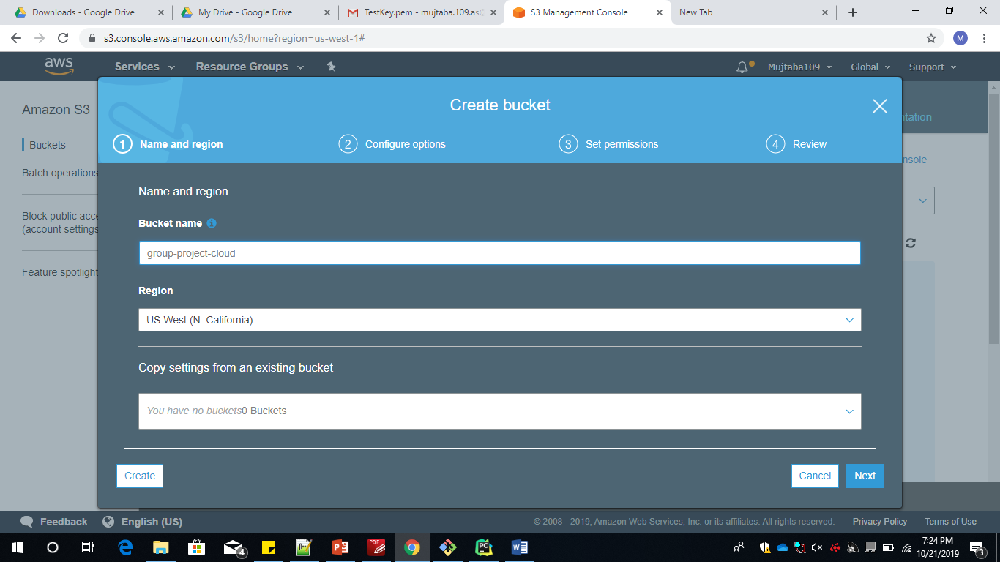 Downloads - Google Drive
My Drive - Google Drive
TestKey.pem - mujtaba.109.as
S3 Management Console
New Tab
s3.console.aws.amazon.com/s3/home?region=us-west-1#
M
aws
Services
Resource Groups
Mujtaba109
Global
Support
Amazon S3
Buckets
Batch operations
Block public acce
(account settings
Feature spotlight
ntation
nsole
Create bucket
1 Name and region
2 Configure options
3 Set permissions
4 Review
Name and region
Bucket name
group-project-cloud
Region
US West (N. California)
Copy settings from an existing bucket
You have no buckets0 Buckets
Create
Cancel
Next
Feedback
English (US)
© 2008 - 2019, Amazon Web Services, Inc. or its affiliates. All rights reserved.
Privacy Policy
Terms of Use
4
PDF
PC
7:24 PM
10/21/2019
3